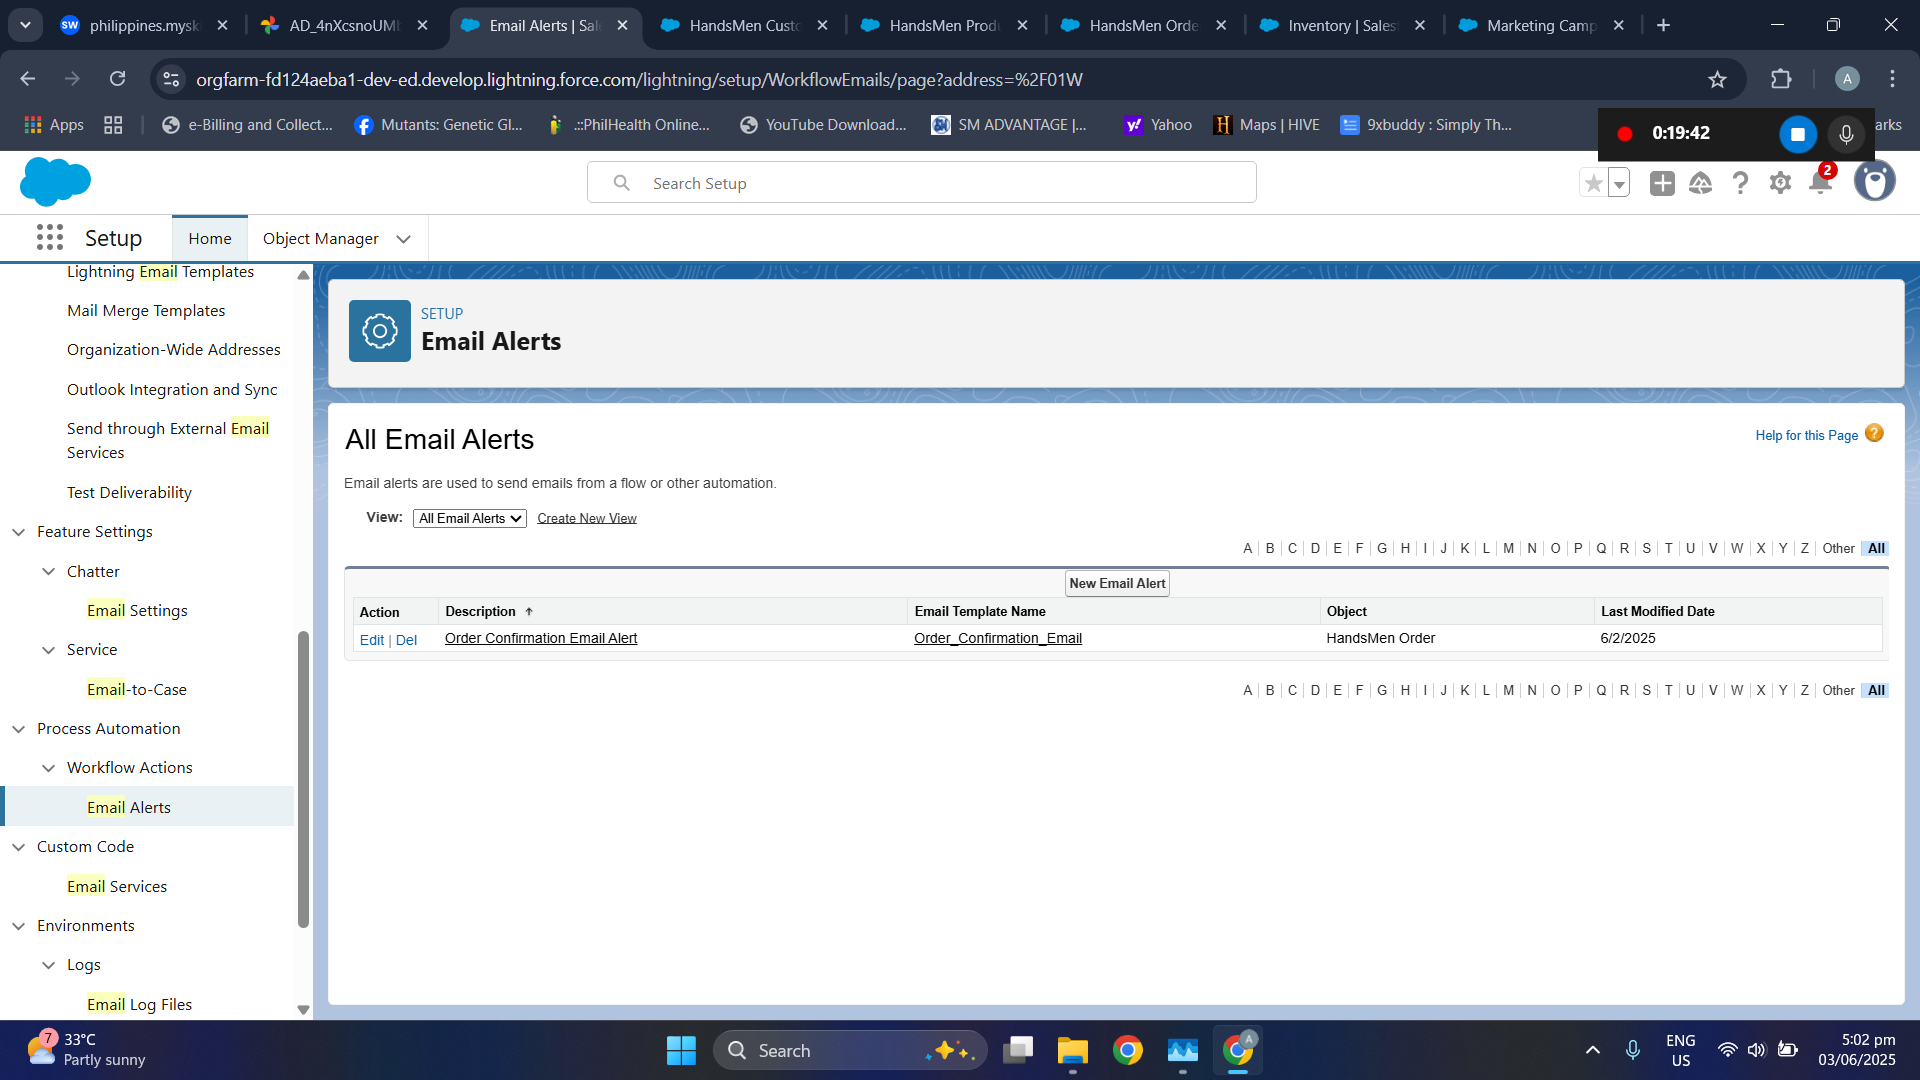 philippines.mysk
AD_4nXcsnoUMb
Email Alerts | Sale
HandsMen Custo
HandsMen Produ
HandsMen Orde
Inventory | Sales
Marketing Camp
orgfarm-fd124aeba1-dev-ed.develop.lightning.force.com/lightning/setup/WorkflowEmails/page?address=%2F01W
A
Apps
e-Billing and Collect...
Mutants: Genetic Gl...
.::PhilHealth Online...
YouTube Download...
SM ADVANTAGE |...
Yahoo
Maps | HIVE
9xbuddy : Simply Th...
arks
0:19:42
Search Setup
2
Setup
Home
Object Manager
Lightning Email Templates
Mail Merge Templates
Organization-Wide Addresses
Outlook Integration and Sync
Send through External Email
Services
Test Deliverability
Feature Settings
Chatter
Email Settings
Service
Email-to-Case
Process Automation
Workflow Actions
Email Alerts
Custom Code
Email Services
Environments
Logs
Email Log Files
SETUP
Email Alerts
All Email Alerts
Help for this Page ?
Email alerts are used to send emails from a flow or other automation.
View: All Email Alerts Create New View
A | B | C | D | E | F | G | H | I | J | K | L | M | N | O | P | Q | R | S | T | U | V | W | X | Y | Z | Other | All
New Email Alert
Action Description Email Template Name Object Last Modified Date
Edit | Del Order Confirmation Email Alert Order_Confirmation_Email HandsMen Order 6/2/2025
A | B | C | D | E | F | G | H | I | J | K | L | M | N | O | P | Q | R | S | T | U | V | W | X | Y | Z | Other | All
7
33°C
Partly sunny
Search
A
ENG
US
5:02 pm
03/06/2025